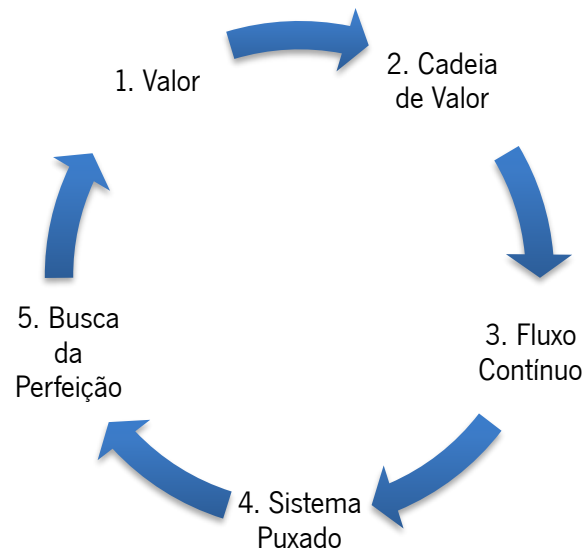 1. Valor
2. Cadeia
de Valor
3. Fluxo
Contínuo
4. Sistema
Puxado
5. Busca
da
Perfeição